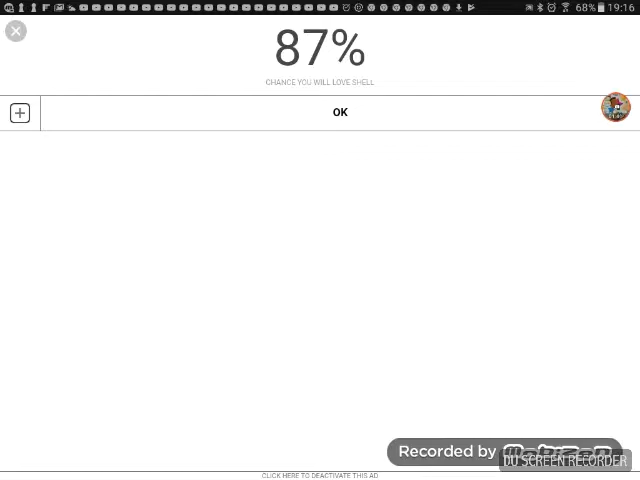 68% 19:16
87%
CHANCE YOU WILL LOVE SHELL
OK
Recorded by Mobizen
DU SCREEN RECORDER
CLICK HERE TO DEACTIVATE THIS AD